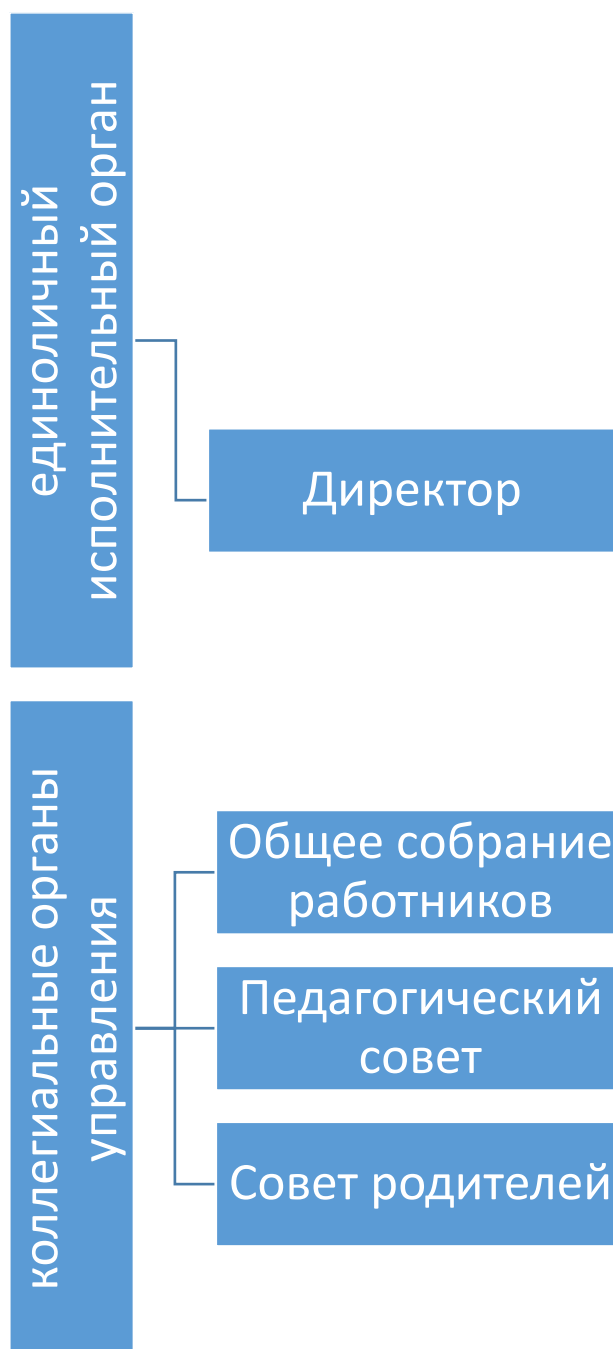 единоличный
исполнительный орган
Директор
коллегиальные органы
управления
Общее собрание
работников
Педагогический
совет
Совет родителей